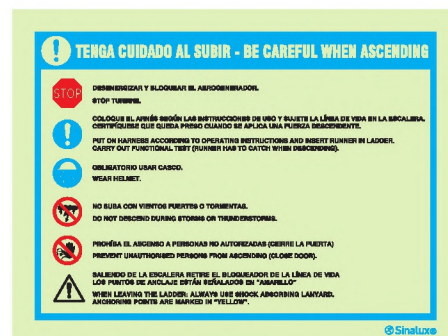 TENGA CUIDADO AL SUBIR - BE CAREFUL WHEN ASCENDING
STOP
DESENERGIZAR Y BLOQUEAR EL AEROGENERADOR.
STOP TURBINE.
COLOQUE EL ARNÉS SEGÚN LAS INSTRUCCIONES DE USO Y SUJETE LA LÍNEA DE VIDA EN LA ESCALERA.
CERTIFÍQUESE QUE QUEDA PRESO CUANDO SE APLICA UNA FUERZA DESCENDENTE.
PUT ON HARNESS ACCORDING TO OPERATING INSTRUCTIONS AND INSERT RUNNER IN LADDER.
CARRY OUT FUNCTIONAL TEST (RUNNER HAS TO CATCH WHEN DESCENDING).
OBLIGATORIO USAR CASCO.
WEAR HELMET.
NO SUBA CON VIENTOS FUERTES O TORMENTAS.
DO NOT DESCEND DURING STORMS OR THUNDERSTORMS.
PROHÍBA EL ASCENSO A PERSONAS NO AUTORIZADAS (CIERRE LA PUERTA)
PREVENT UNAUTHORISED PERSONS FROM ASCENDING (CLOSE DOOR).
SALIENDO DE LA ESCALERA RETIRE EL BLOQUEADOR DE LA LÍNEA DE VIDA
LOS PUNTOS DE ANCLAJE ESTÁN SEÑALADOS EN "AMARILLO"
WHEN LEAVING THE LADDER: ALWAYS USE SHOCK ABSORBING LANYARD.
ANCHORING POINTS ARE MARKED IN "YELLOW".
Sinalux